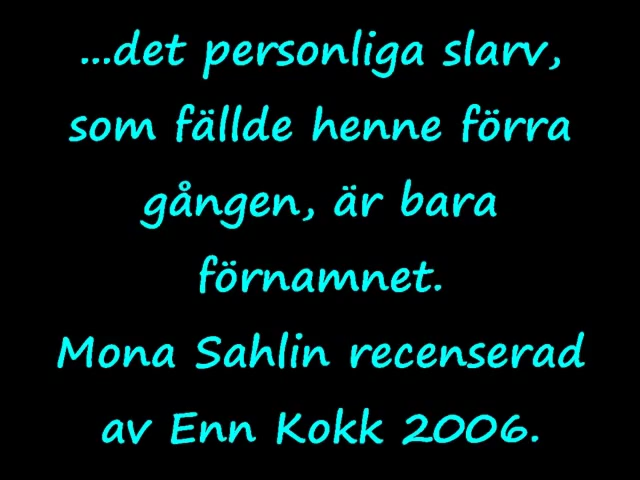 ...det personliga slarv,
som fällde henne förra
gången, är bara
förnamnet.
Mona Sahlin recenserad
av Enn Kokk 2006.